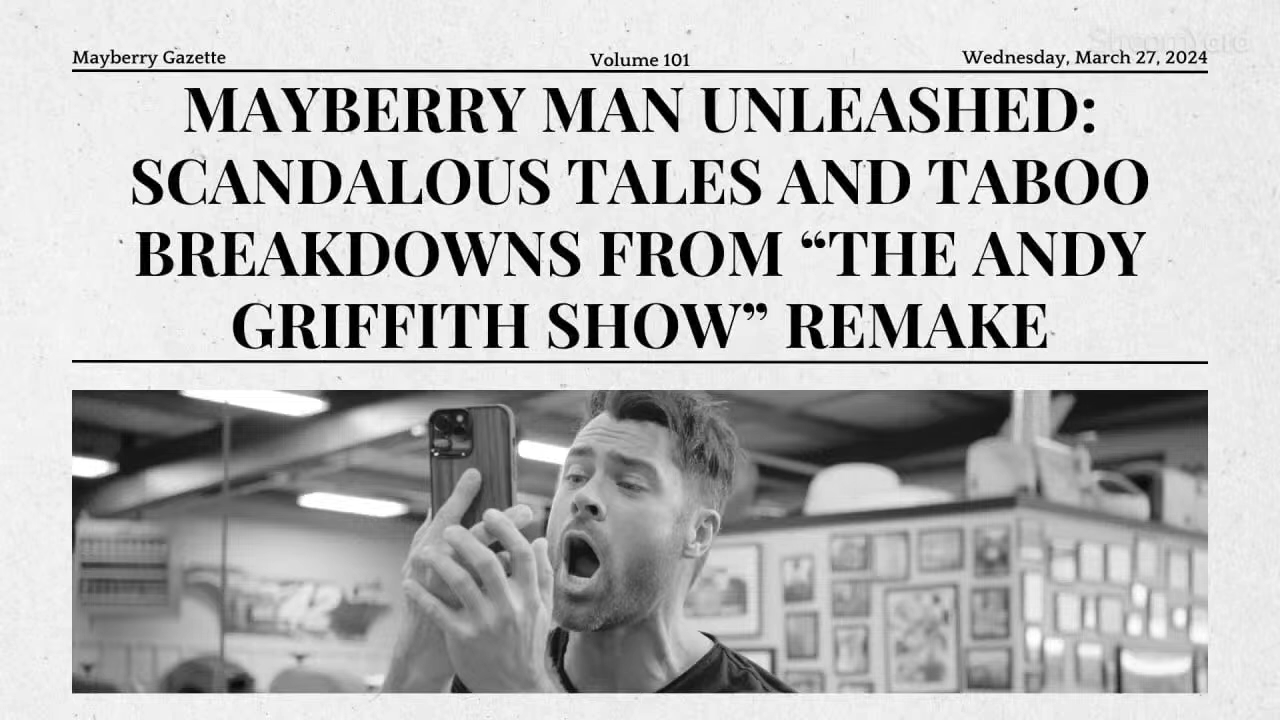 StreamYard
Mayberry Gazette
Volume 101
Wednesday, March 27, 2024
MAYBERRY MAN UNLEASHED:
SCANDALOUS TALES AND TABOO
BREAKDOWNS FROM “THE ANDY
GRIFFITH SHOW” REMAKE